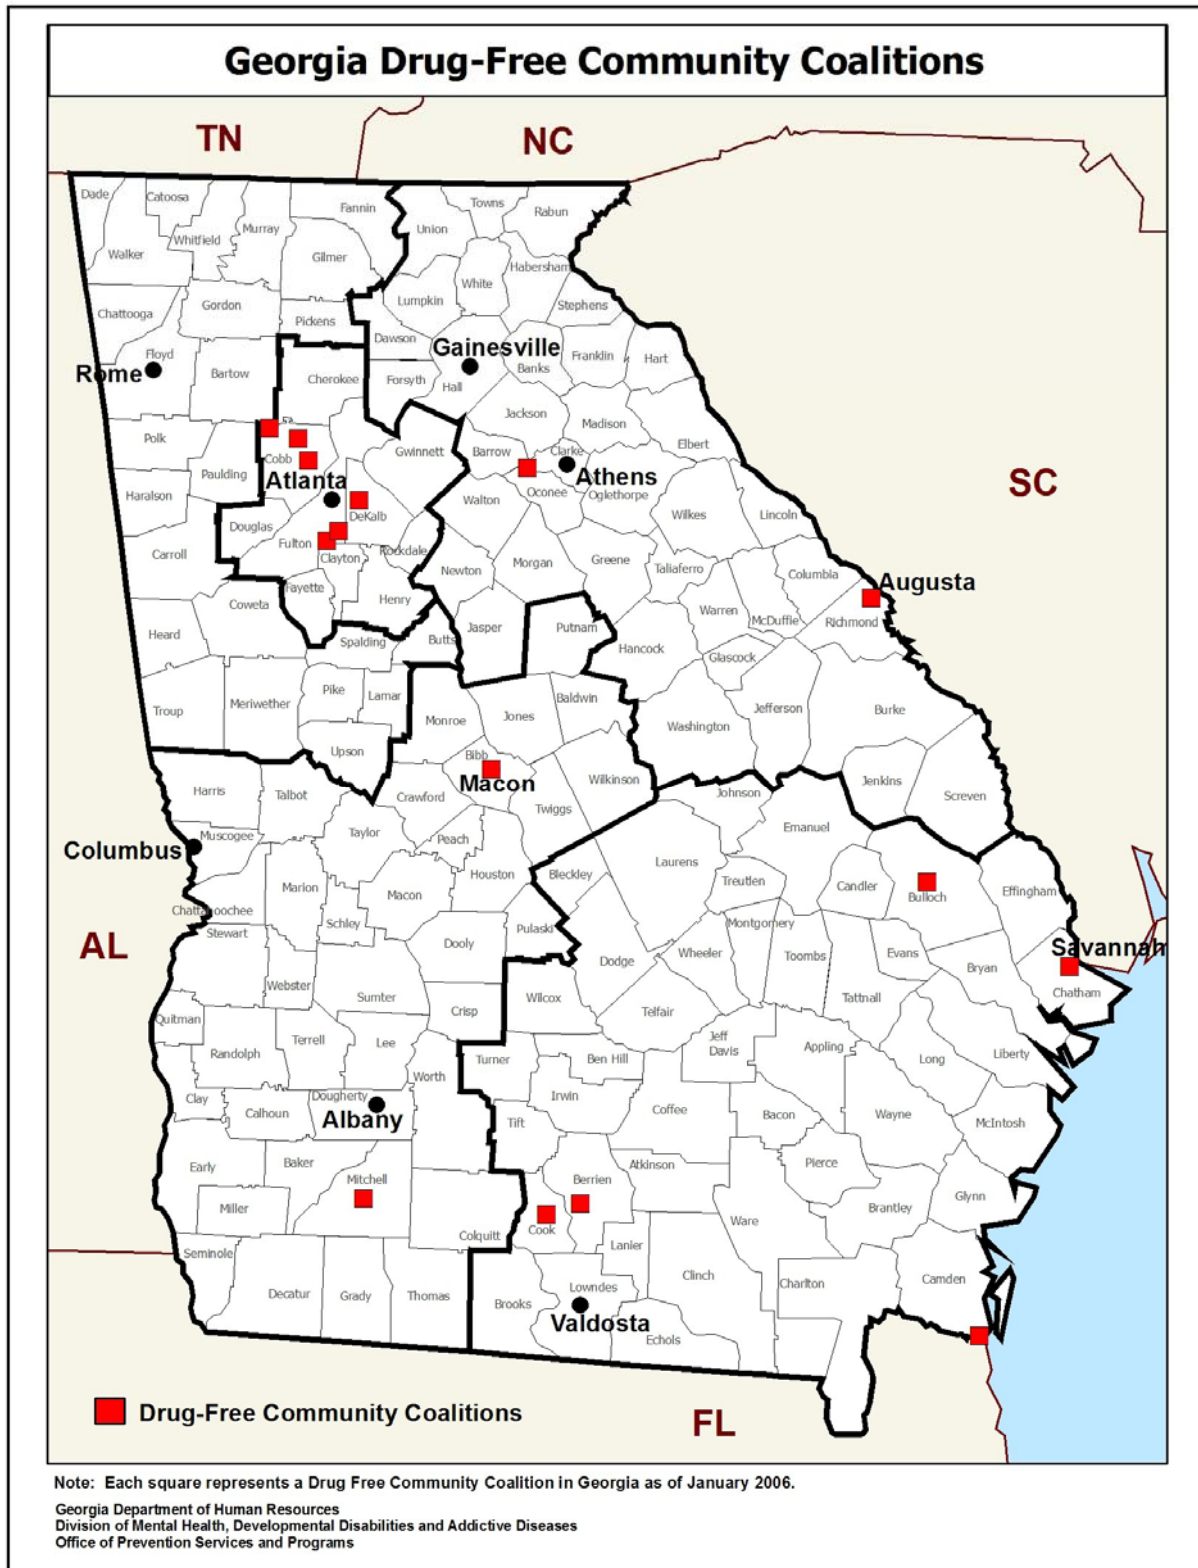 Georgia Drug-Free Community Coalitions
TN
NC
Dade
Catoosa
Fannin
Towns
Rabun
Union
Murray
Whitfield
Walker
Gilmer
Habersham
White
Lumpkin
Stephens
Gordon
Chattooga
Pickens
Dawson
Gainesville
Floyd
Franklin
Hart
Banks
Rome
Bartow
Cherokee
Forsyth
Hall
Jackson
Madison
Polk
Elbert
Cobb
Gwinnett
Barrow
Clarke
Paulding
Athens
Atlanta
SC
Haralson
Oconee
Oglethorpe
Walton
DeKalb
Wilkes
Lincoln
Douglas
Fulton
Carroll
Clayton
Rockdale
Newton
Morgan
Greene
Taliaferro
Columbia
Augusta
Fayette
Henry
Coweta
Warren
McDuffie
Richmond
Heard
Spalding
Butts
Jasper
Putnam
Hancock
Glascock
Troup
Meriwether
Pike
Lamar
Baldwin
Monroe
Jones
Washington
Jefferson
Burke
Upson
Bibb
Macon
Wilkinson
Jenkins
Screven
Harris
Talbot
Crawford
Twiggs
Johnson
Muscogee
Taylor
Peach
Emanuel
Columbus
Laurens
Houston
Bleckley
Treutlen
Candler
Effingham
Marion
Macon
Bulloch
Chattahoochee
Schley
Montgomery
Stewart
Pulaski
AL
Dooly
Dodge
Wheeler
Toombs
Evans
Savannah
Bryan
Webster
Sumter
Wilcox
Tattnall
Chatham
Quitman
Crisp
Telfair
Randolph
Terrell
Lee
Turner
Ben Hill
Jeff
Davis
Appling
Long
Liberty
Worth
Clay
Calhoun
Dougherty
Irwin
Albany
Tift
Coffee
Bacon
Wayne
McIntosh
Early
Baker
Mitchell
Berrien
Atkinson
Pierce
Glynn
Miller
Cook
Ware
Brantley
Colquitt
Lanier
Seminole
Clinch
Charlton
Camden
Decatur
Grady
Thomas
Brooks
Lowndes
Valdosta
Echols
Drug-Free Community Coalitions
FL
Note: Each square represents a Drug Free Community Coalition in Georgia as of January 2006.
Georgia Department of Human Resources
Division of Mental Health, Developmental Disabilities and Addictive Diseases
Office of Prevention Services and Programs